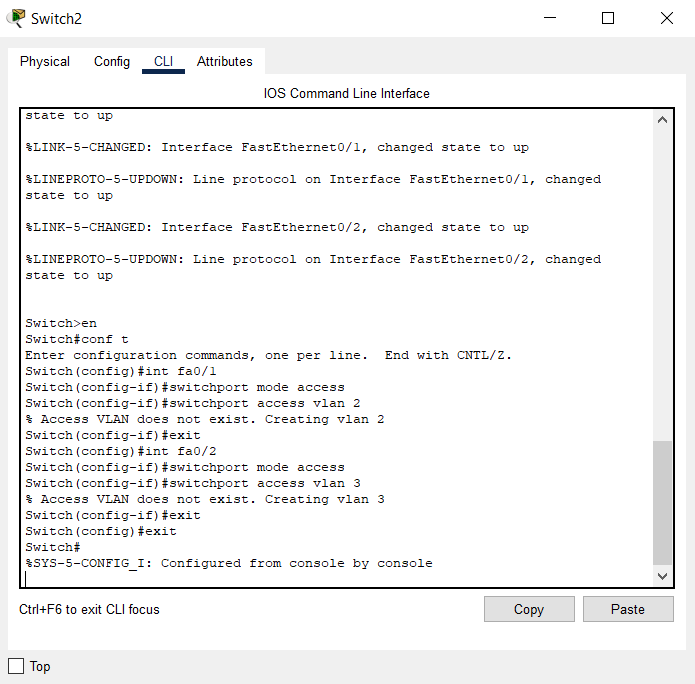 Switch2
Physical Config CLI Attributes
IOS Command Line Interface
state to up
%LINK-5-CHANGED: Interface FastEthernet0/1, changed state to up
%LINEPROTO-5-UPDOWN: Line protocol on Interface FastEthernet0/1, changed
state to up
%LINK-5-CHANGED: Interface FastEthernet0/2, changed state to up
%LINEPROTO-5-UPDOWN: Line protocol on Interface FastEthernet0/2, changed
state to up
Switch>en
Switch#conf t
Enter configuration commands, one per line.  End with CNTL/Z.
Switch(config)#int fa0/1
Switch(config-if)#switchport mode access
Switch(config-if)#switchport access vlan 2
% Access VLAN does not exist. Creating vlan 2
Switch(config-if)#exit
Switch(config)#int fa0/2
Switch(config-if)#switchport mode access
Switch(config-if)#switchport access vlan 3
% Access VLAN does not exist. Creating vlan 3
Switch(config-if)#exit
Switch(config)#exit
Switch#
%SYS-5-CONFIG_I: Configured from console by console
Ctrl+F6 to exit CLI focus
Copy Paste
Top